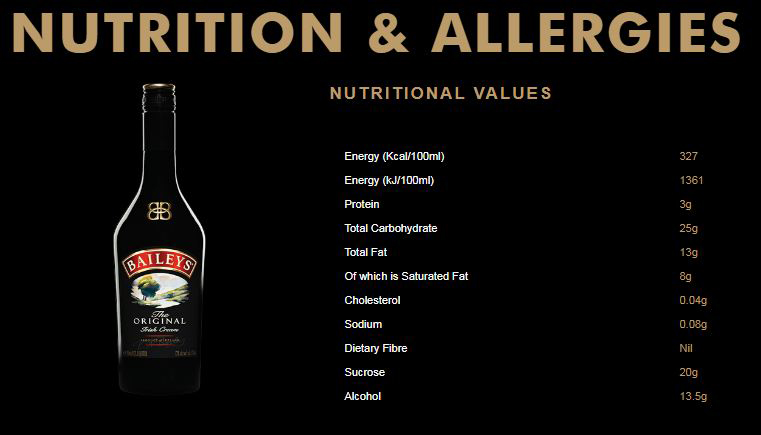 NUTRITION & ALLERGIES
NUTRITIONAL VALUES
Energy (Kcal/100ml) 327
Energy (kJ/100ml) 1361
Protein 3g
Total Carbohydrate 25g
Total Fat 13g
Of which is Saturated Fat 8g
Cholesterol 0.04g
Sodium 0.08g
Dietary Fibre Nil
Sucrose 20g
Alcohol 13.5g
BAILEYS
The
ORIGINAL
Irish Cream